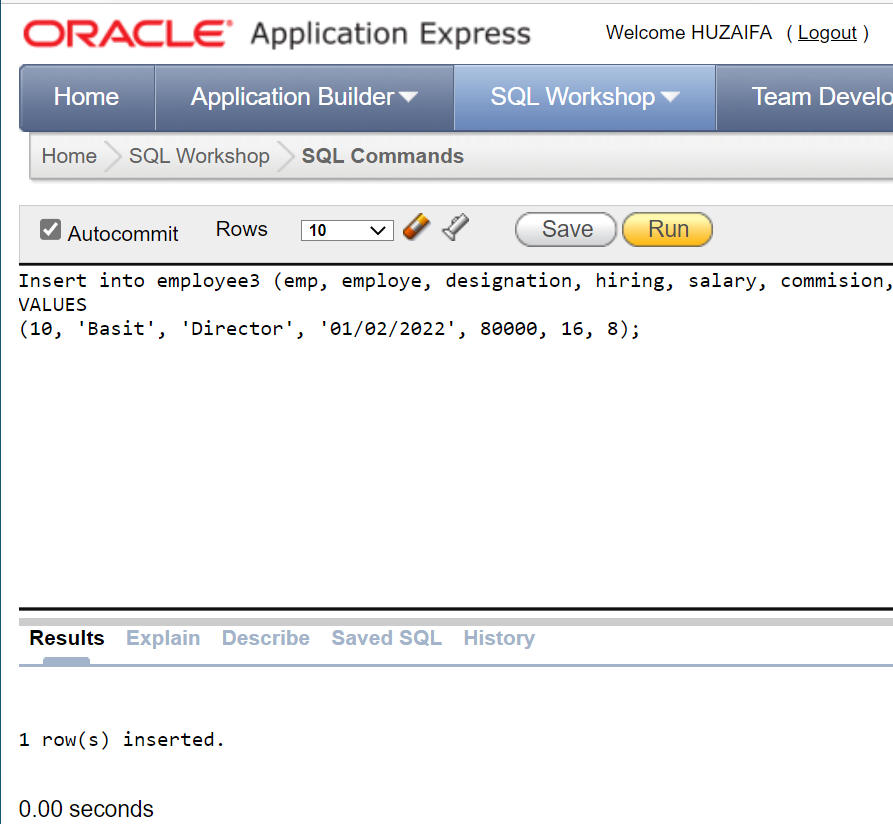 ORACLE® Application Express
Welcome HUZAIFA ( Logout )
Home
Application Builder
SQL Workshop
Team Develo
Home
SQL Workshop
SQL Commands
Autocommit
Rows
10
Save
Run
Insert into employee3 (emp, employe, designation, hiring, salary, commision,
VALUES
(10, 'Basit', 'Director', '01/02/2022', 80000, 16, 8);
Results
Explain
Describe
Saved SQL
History
1 row(s) inserted.
0.00 seconds